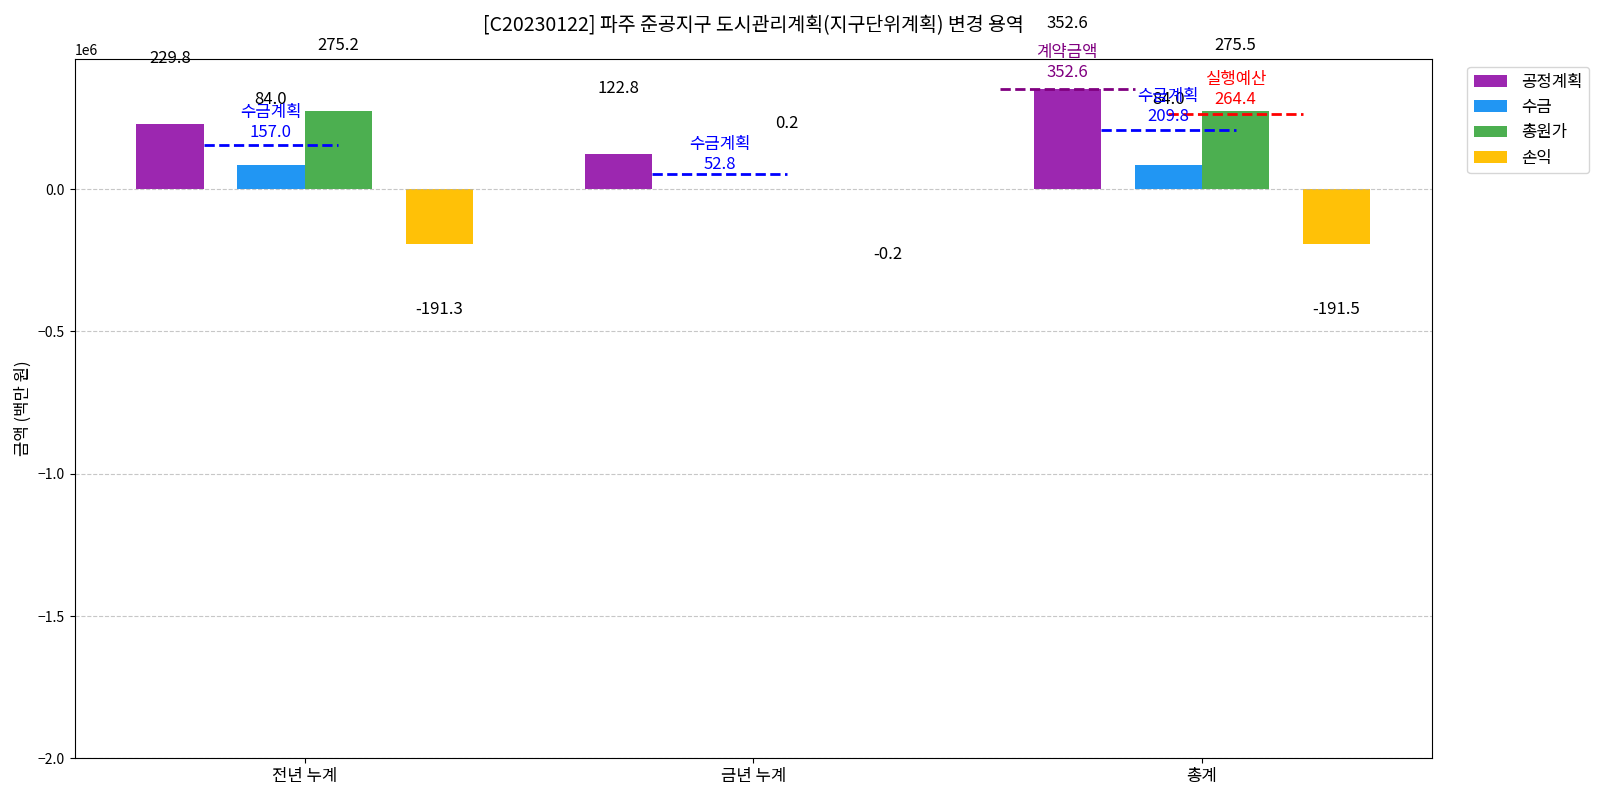 [C20230122] 파주 준공지구 도시관리계획(지구단위계획) 변경 용역
1e6
229.8
84.0
275.2
수금계획
157.0
-191.3
122.8
수금계획
52.8
0.2
-0.2
352.6
계약금액
352.6
수금계획
209.8
84.0
275.5
실행예산
264.4
-191.5
공정계획
수금
총원가
손익
금액 (백만 원)
0.0
−0.5
−1.0
−1.5
−2.0
전년 누계
금년 누계
총계